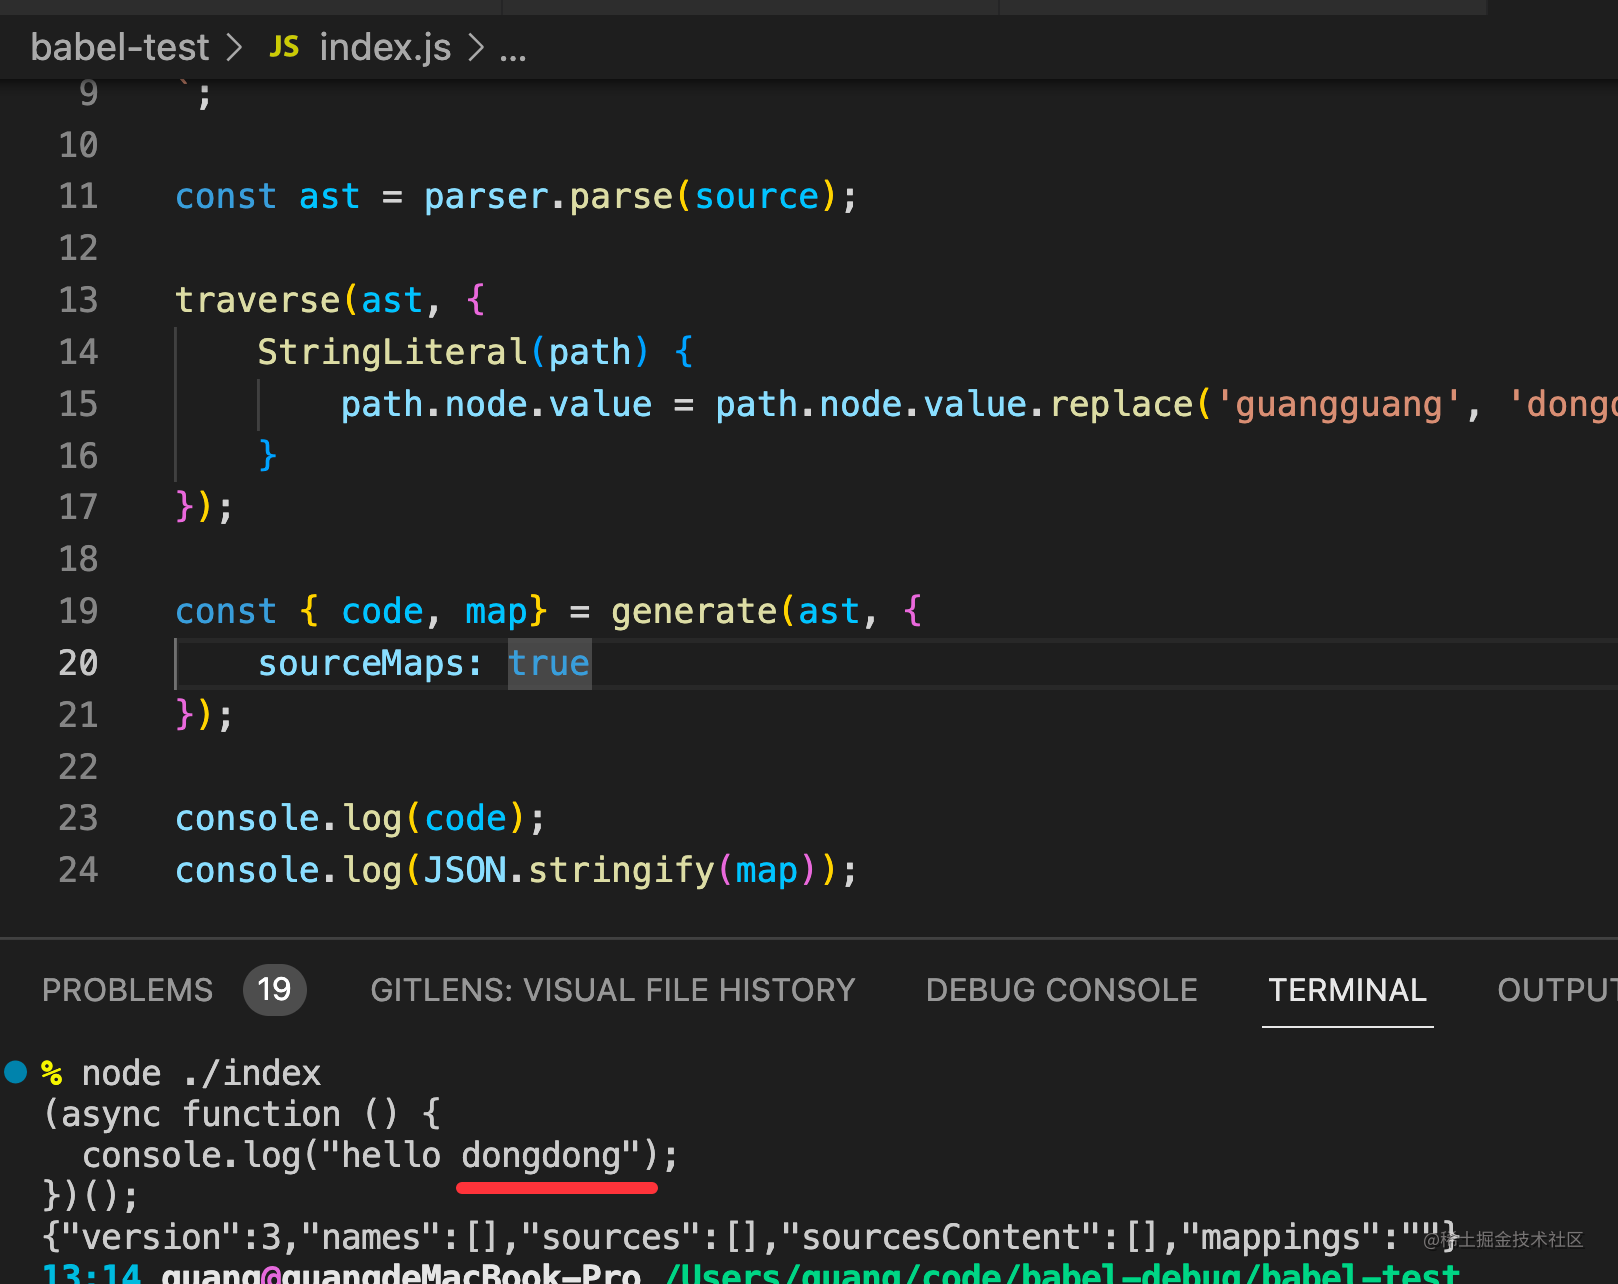 babel-test > JS index.js > ...
9 `;
10
11 const ast = parser.parse(source);
12
13 traverse(ast, {
14 StringLiteral(path) {
15 path.node.value = path.node.value.replace('guangguang', 'dong
16 }
17 });
18
19 const { code, map} = generate(ast, {
20 sourceMaps: true
21 });
22
23 console.log(code);
24 console.log(JSON.stringify(map));
PROBLEMS 19 GITLENS: VISUAL FILE HISTORY DEBUG CONSOLE TERMINAL OUTPUT
% node ./index
(async function () {
console.log("hello dongdong");
})();
{"version":3,"names":[],"sources":[],"sourcesContent":[],"mappings":""}
@稀土掘金技术社区
13:14 guang@guangdeMacBook-Pro /Users/guang/code/babel-debug/babel-test